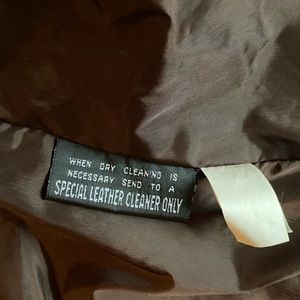 WHEN DRY CLEANING IS
NECESSARY SEND TO A
SPECIAL LEATHER CLEANER ONLY